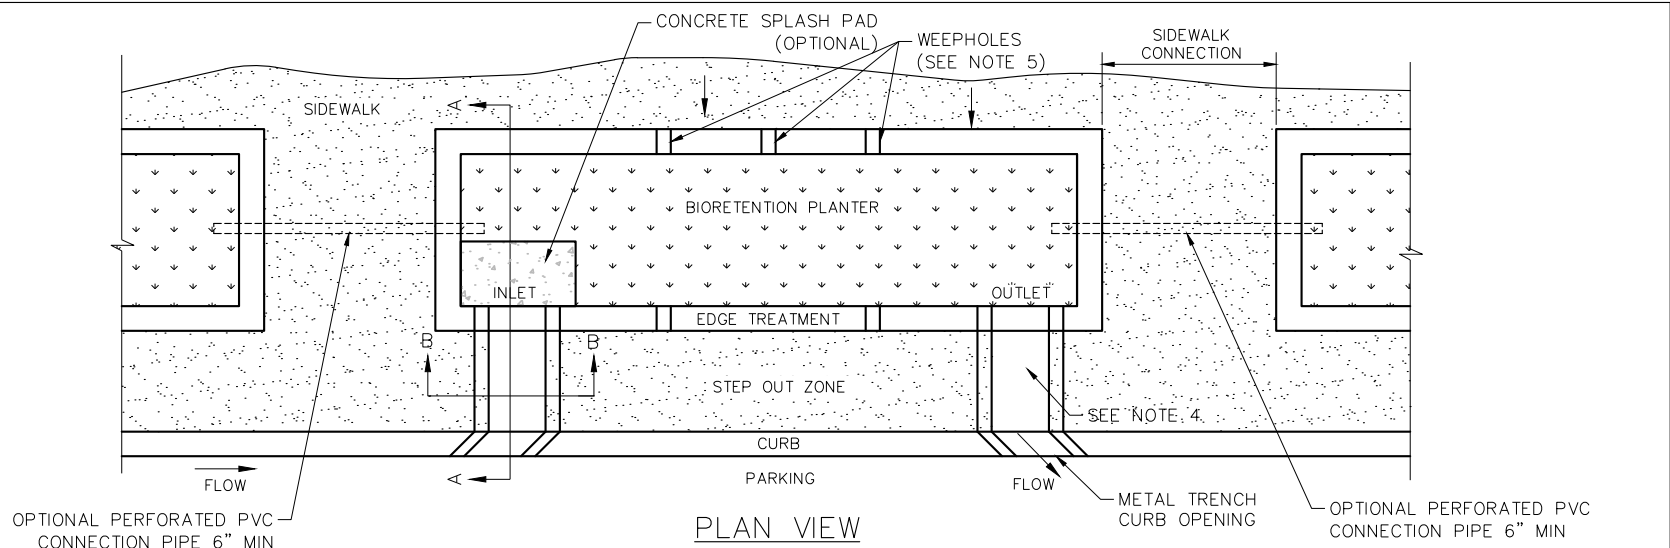 CONCRETE SPLASH PAD
(OPTIONAL)
WEEPHOLES
(SEE NOTE 5)
SIDEWALK
CONNECTION
SIDEWALK
A
BIORETENTION PLANTER
INLET
OUTLET
EDGE TREATMENT
B
B
STEP OUT ZONE
SEE NOTE 4
CURB
FLOW
A
PARKING
FLOW
METAL TRENCH
CURB OPENING
OPTIONAL PERFORATED PVC
CONNECTION PIPE 6" MIN
OPTIONAL PERFORATED PVC
CONNECTION PIPE 6" MIN
PLAN VIEW